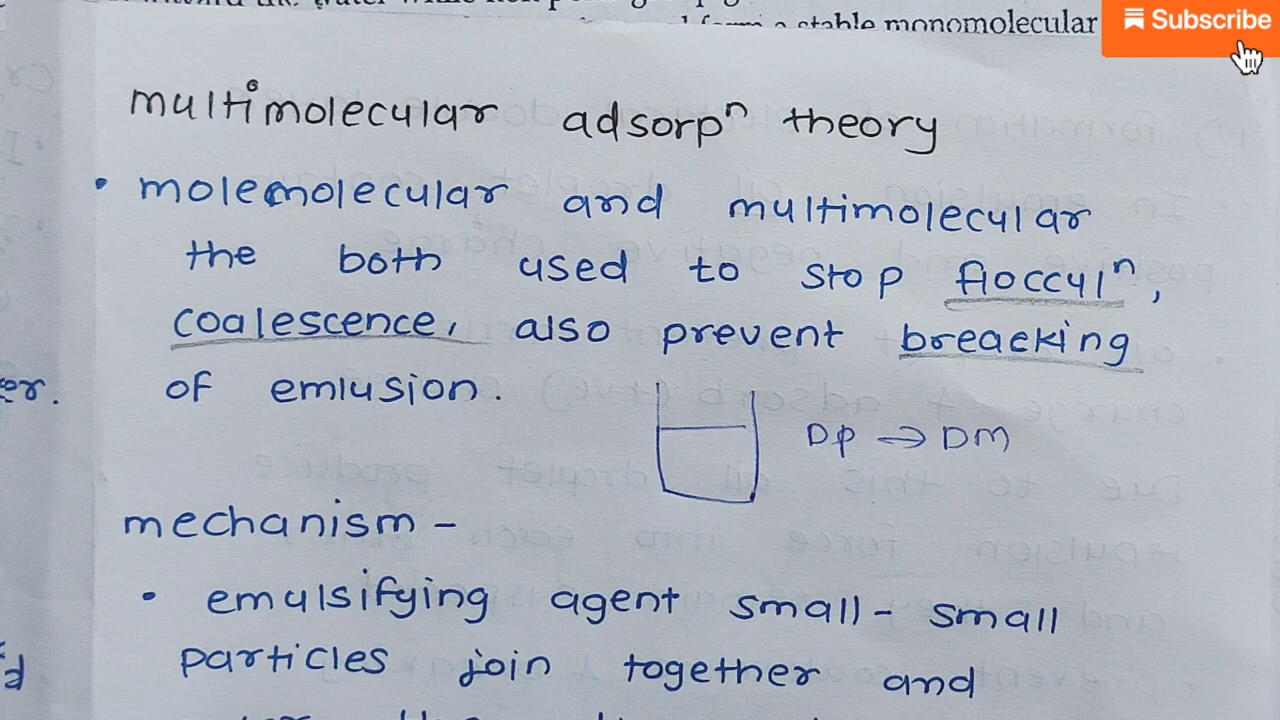 a stable monomolecular
Subscribe
multimolecular adsorpⁿ theory
• molemolecular and multimolecular
the both used to stop flocculⁿ,
coalescence, also prevent breacking
of emlusion.
er.
DP → DM
mechanism -
• emulsifying agent small - small
particles join together and